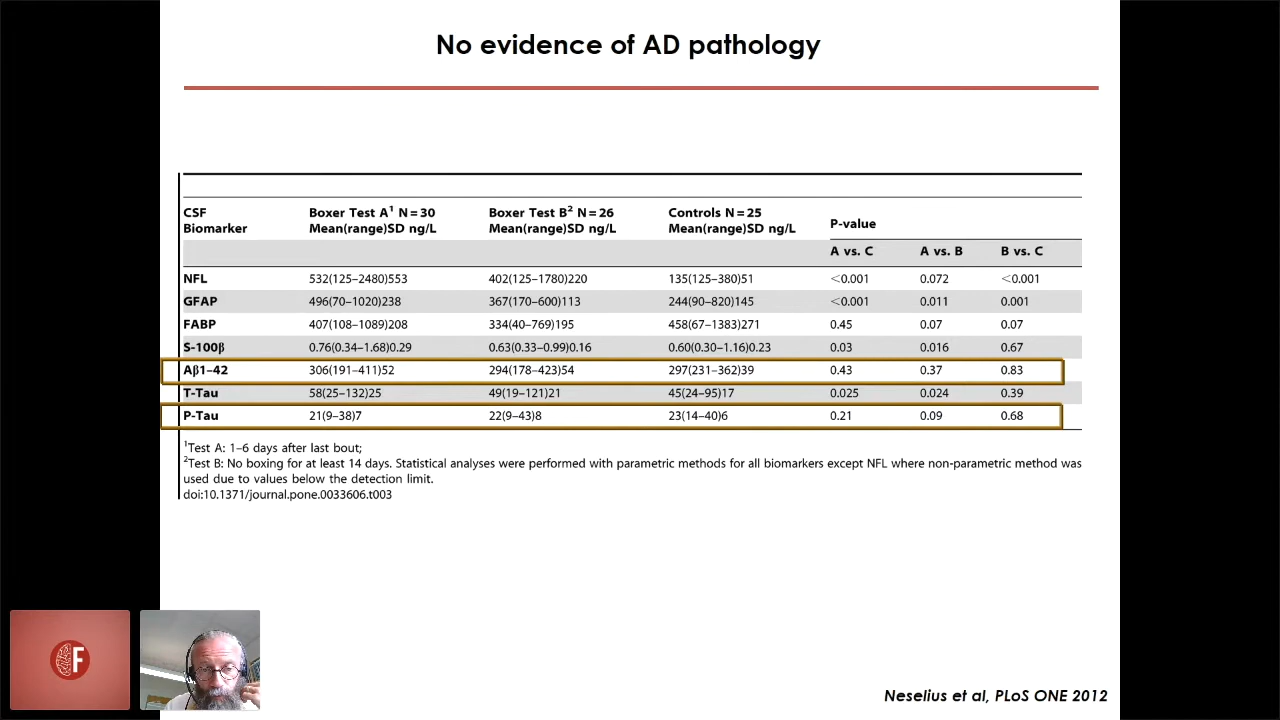 No evidence of AD pathology
CSF Biomarker Boxer Test A¹ N=30 Mean(range)SD ng/L Boxer Test B² N=26 Mean(range)SD ng/L Controls N=25 Mean(range)SD ng/L P-value
A vs. C A vs. B B vs. C
NFL 532(125–2480)553 402(125–1780)220 135(125–380)51 <0.001 0.072 <0.001
GFAP 496(70–1020)238 367(170–600)113 244(90–820)145 <0.001 0.011 0.001
FABP 407(108–1089)208 334(40–769)195 458(67–1383)271 0.45 0.07 0.07
S-100β 0.76(0.34–1.68)0.29 0.63(0.33–0.99)0.16 0.60(0.30–1.16)0.23 0.03 0.016 0.67
Aβ1–42 306(191–411)52 294(178–423)54 297(231–362)39 0.43 0.37 0.83
T-Tau 58(25–132)25 49(19–121)21 45(24–95)17 0.025 0.024 0.39
P-Tau 21(9–38)7 22(9–43)8 23(14–40)6 0.21 0.09 0.68
¹Test A: 1–6 days after last bout;
²Test B: No boxing for at least 14 days. Statistical analyses were performed with parametric methods for all biomarkers except NFL where non-parametric method was
used due to values below the detection limit.
doi:10.1371/journal.pone.0033606.t003
F
Neselius et al, PLoS ONE 2012